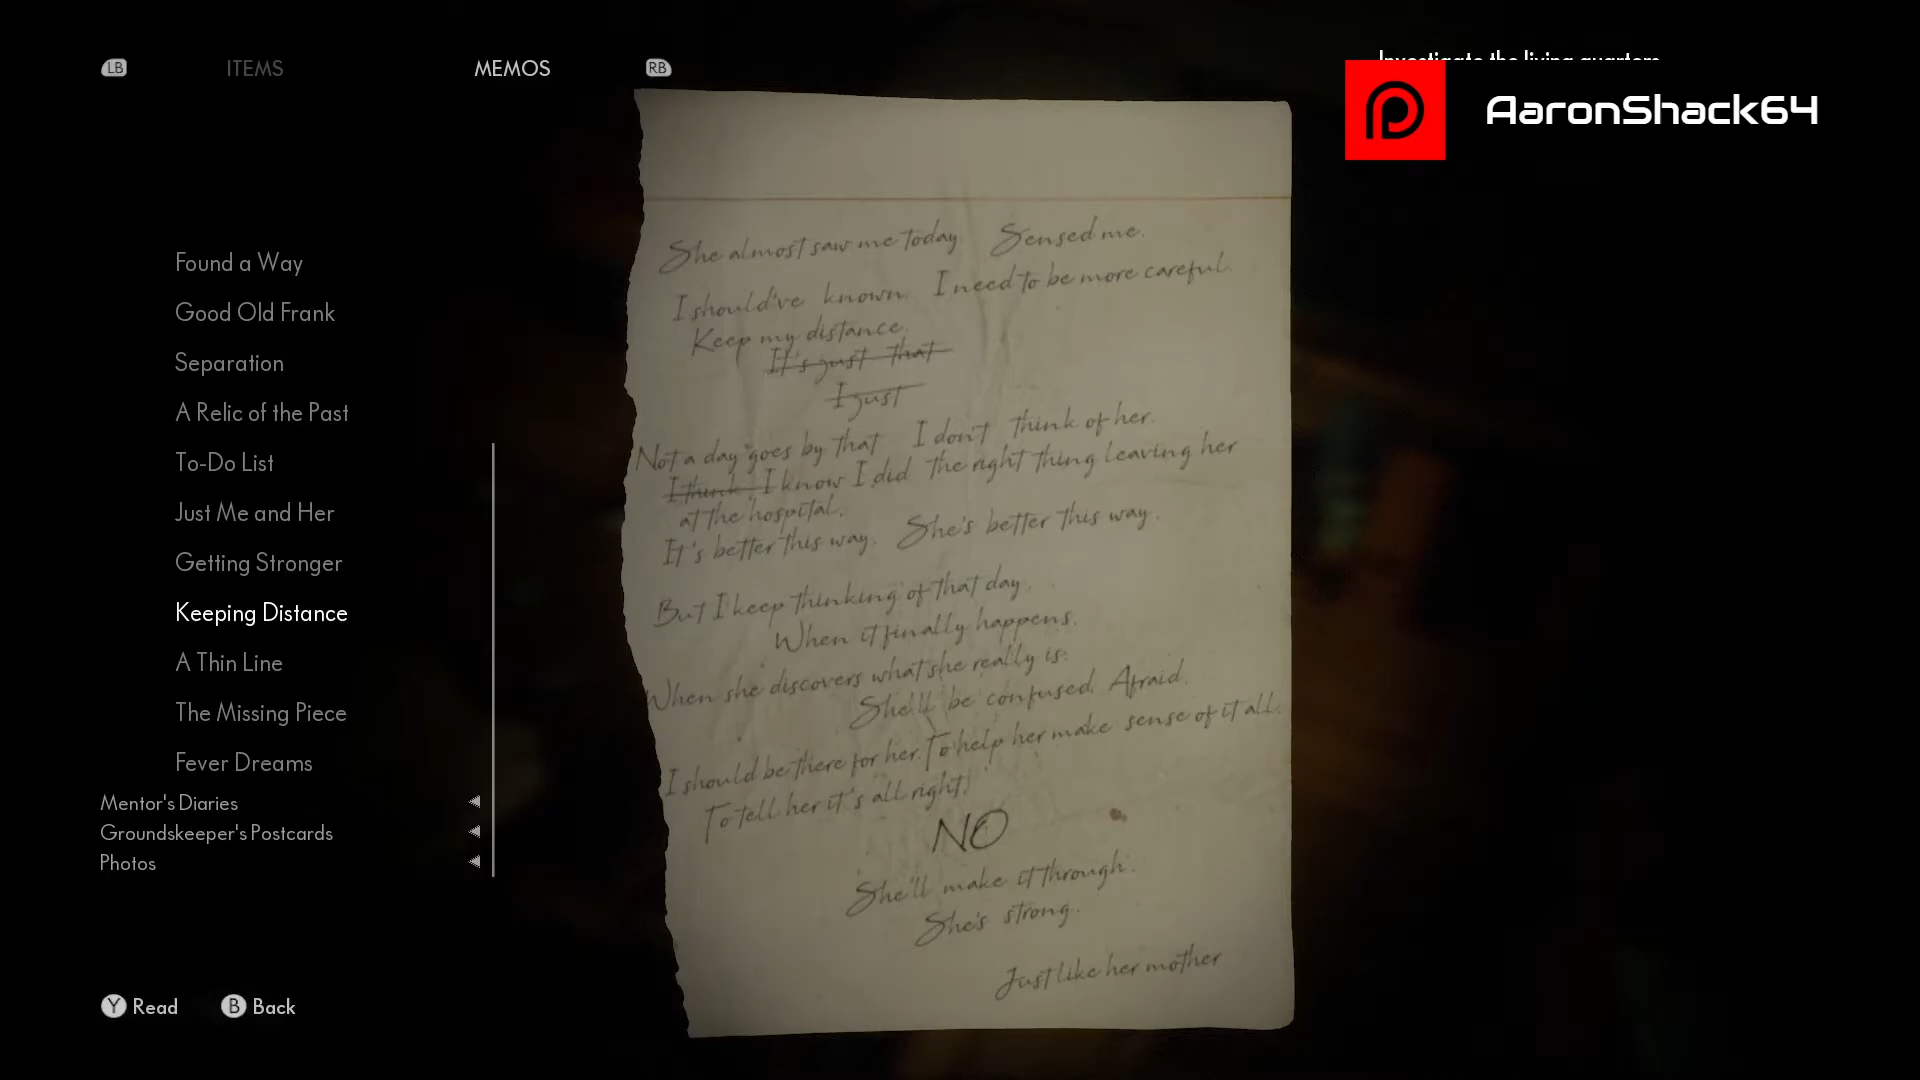 LB
ITEMS
MEMOS
RB
Investigate the living quarters
AaronShack64
Found a Way
Good Old Frank
Separation
A Relic of the Past
To-Do List
Just Me and Her
Getting Stronger
Keeping Distance
A Thin Line
The Missing Piece
Fever Dreams
Mentor's Diaries
Groundskeeper's Postcards
Photos
Y Read
B Back
She almost saw me today. Sensed me.
I should've known. I need to be more careful.
Keep my distance.
It's just that
I just
Not a day goes by that I don't think of her.
I think I know I did the right thing leaving her
at the hospital.
It's better this way. She's better this way.
But I keep thinking of that day.
When it finally happens.
When she discovers what she really is.
She'll be confused. Afraid.
I should be there for her. To help her make sense of it all.
To tell her it's all right.
NO
She'll make it through.
She's strong.
Just like her mother